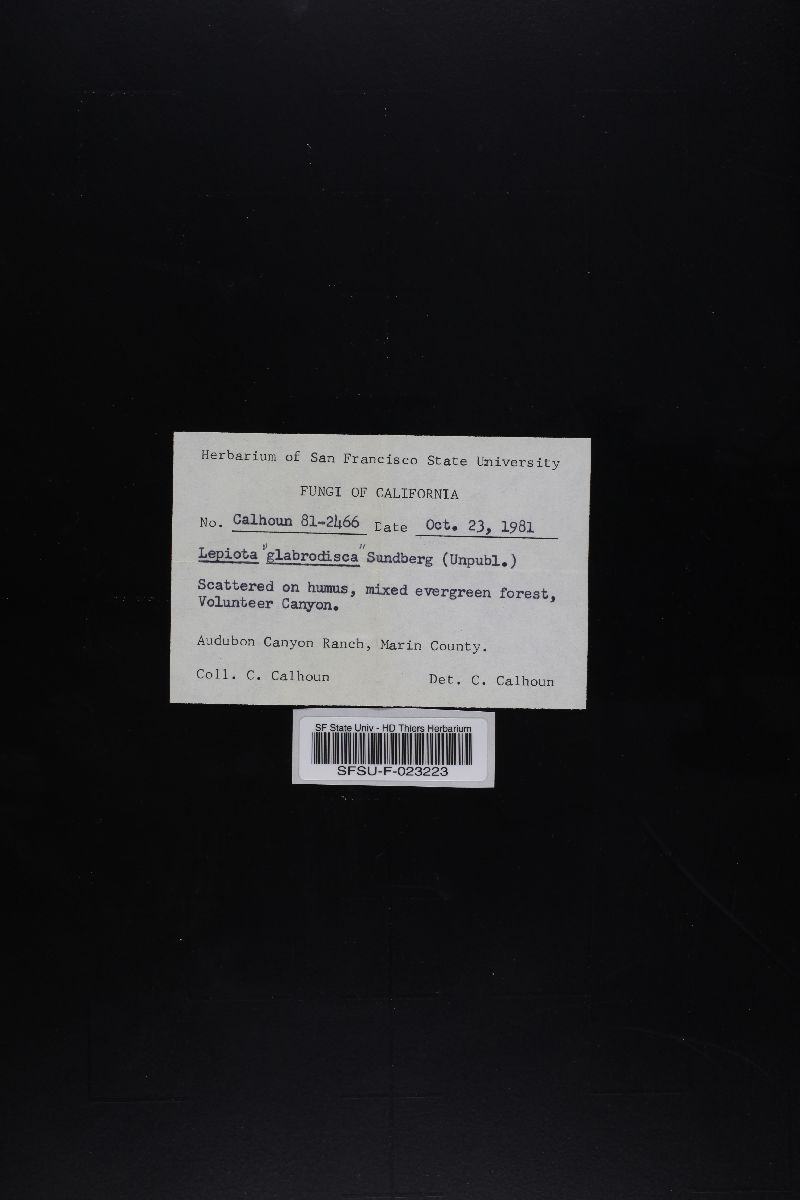 Herbarium of San Francisco State University
FUNGI OF CALIFORNIA
No. Calhoun 81-2466 Date Oct. 23, 1981
Lepiota "glabrodisca" Sundberg (Unpubl.)
Scattered on humus, mixed evergreen forest,
Volunteer Canyon.
Audubon Canyon Ranch, Marin County.
Coll. C. Calhoun Det. C. Calhoun
SF State Univ - HD Thiers Herbarium
SFSU-F-023223